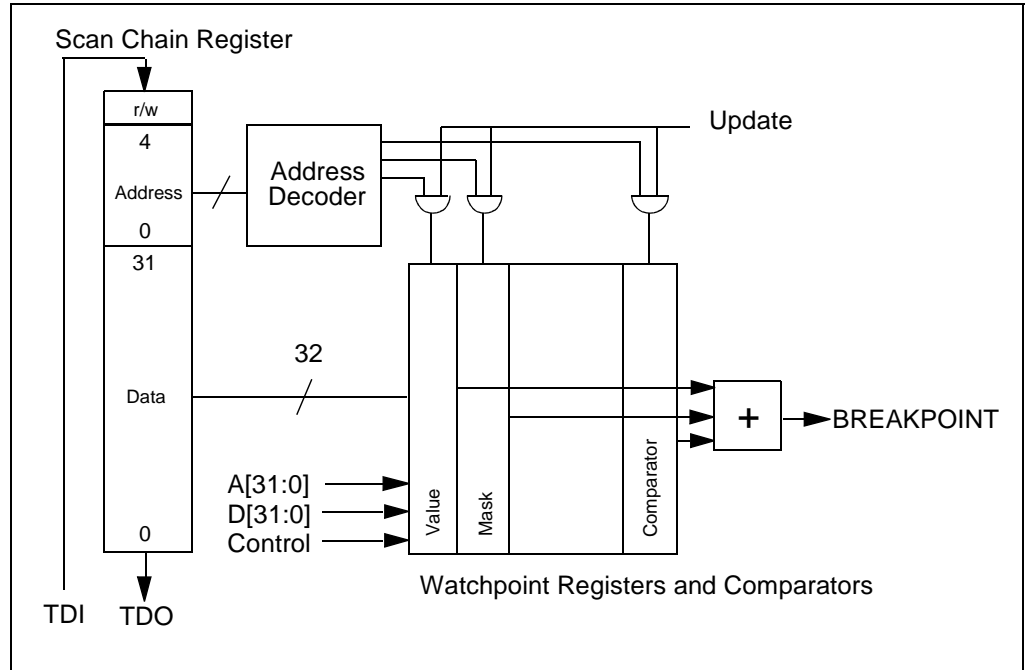 Scan Chain Register
r/w
4
Address
0
31
Data
0
TDI
TDO
Address
Decoder
Update
32
A[31:0]
D[31:0]
Control
Value
Mask
Comparator
+
BREAKPOINT
Watchpoint Registers and Comparators